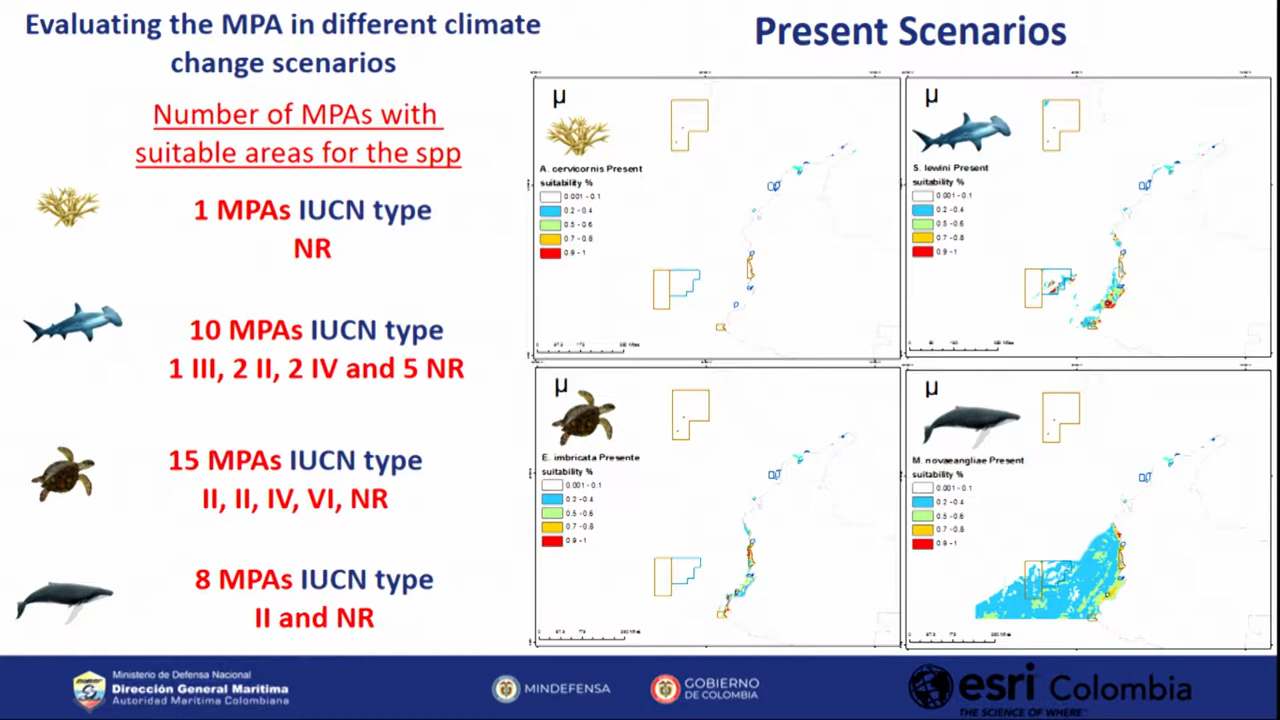 Evaluating the MPA in different climate
change scenarios
Number of MPAs with
suitable areas for the spp
1 MPAs IUCN type
NR
10 MPAs IUCN type
1 III, 2 II, 2 IV and 5 NR
15 MPAs IUCN type
II, II, IV, VI, NR
8 MPAs IUCN type
II and NR
Present Scenarios
μ
A. cervicornis Present
suitability %
0.001 - 0.1
0.2 - 0.4
0.5 - 0.6
0.7 - 0.8
0.9 - 1
μ
S. lewini Present
suitability %
0.001 - 0.1
0.2 - 0.4
0.5 - 0.6
0.7 - 0.8
0.9 - 1
μ
E. imbricata Presente
suitability %
0.001 - 0.1
0.2 - 0.4
0.5 - 0.6
0.7 - 0.8
0.9 - 1
μ
M. novaeangliae Present
suitability %
0.001 - 0.1
0.2 - 0.4
0.5 - 0.6
0.7 - 0.8
0.9 - 1
Ministerio de Defensa Nacional
Dirección General Marítima
Autoridad Marítima Colombiana
MINDEFENSA
GOBIERNO
DE COLOMBIA
esri Colombia
THE SCIENCE OF WHERE